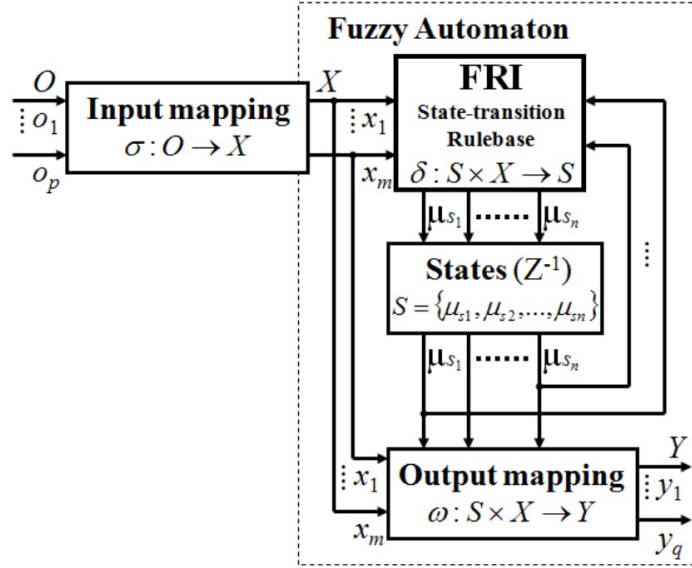 Fuzzy Automaton
O
o₁
oₚ
Input mapping
σ : O → X
X
x₁
xₘ
FRI
State-transition
Rulebase
δ : S × X → S
μs₁ ...... μsₙ
States (Z⁻¹)
S = {μs1, μs2, ..., μsn}
μs₁ ...... μsₙ
x₁
xₘ
Output mapping
ω : S × X → Y
Y
y₁
y_q